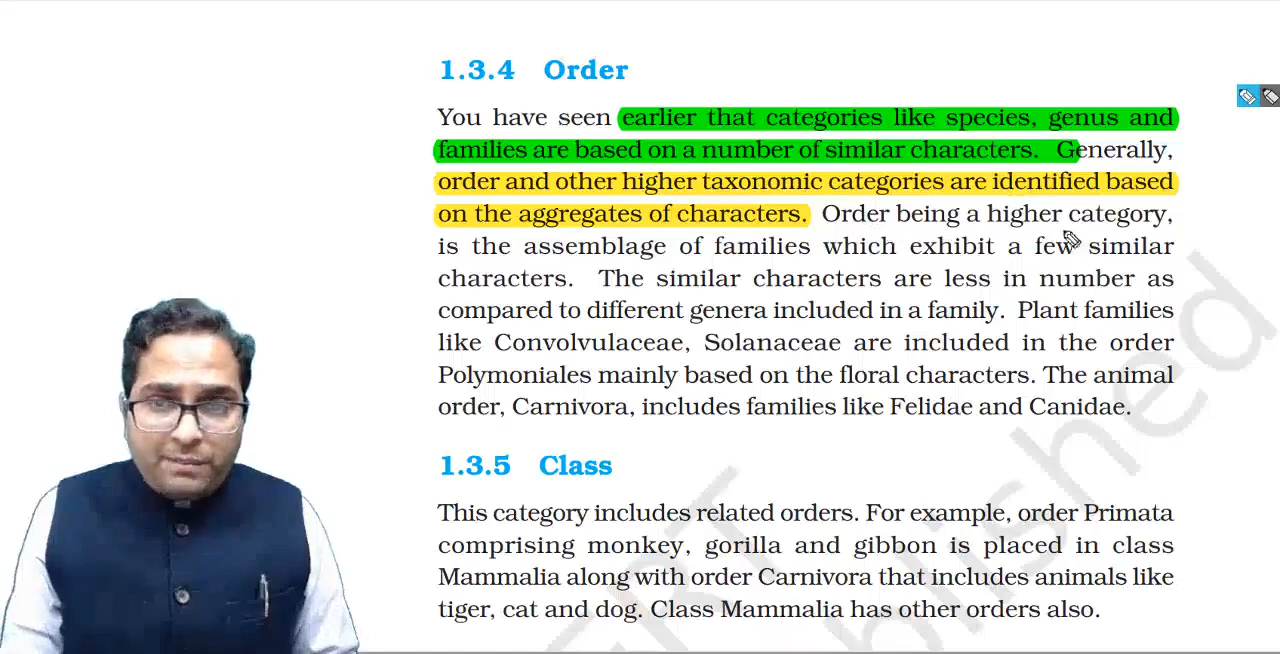 1.3.4 Order
You have seen earlier that categories like species, genus and
families are based on a number of similar characters. Generally,
order and other higher taxonomic categories are identified based
on the aggregates of characters. Order being a higher category,
is the assemblage of families which exhibit a few similar
characters. The similar characters are less in number as
compared to different genera included in a family. Plant families
like Convolvulaceae, Solanaceae are included in the order
Polymoniales mainly based on the floral characters. The animal
order, Carnivora, includes families like Felidae and Canidae.
1.3.5 Class
This category includes related orders. For example, order Primata
comprising monkey, gorilla and gibbon is placed in class
Mammalia along with order Carnivora that includes animals like
tiger, cat and dog. Class Mammalia has other orders also.